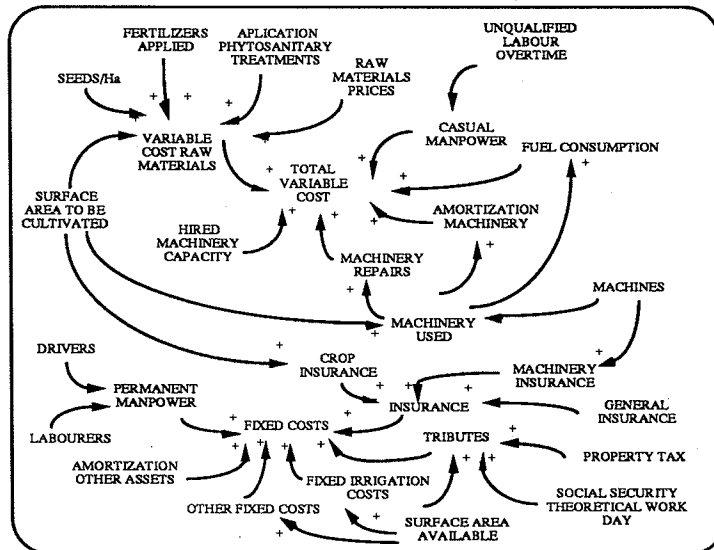 FERTILIZERS
APPLIED
APLICATION
PHYTOSANITARY
TREATMENTS
UNQUALIFIED
LABOUR
OVERTIME
RAW
MATERIALS
PRICES
SEEDS/Ha
+ + +
+
+
VARIABLE
COST RAW
MATERIALS
+
CASUAL
MANPOWER
FUEL CONSUMPTION
+
+
+
TOTAL
VARIABLE
COST
+
+
SURFACE
AREA TO BE
CULTIVATED
+
+
+
AMORTIZATION
MACHINERY
+
HIRED
MACHINERY
CAPACITY
MACHINERY
REPAIRS
+
MACHINES
+
MACHINERY
USED
DRIVERS
+
CROP
INSURANCE
+
MACHINERY
INSURANCE
PERMANENT
MANPOWER
+ + +
INSURANCE
GENERAL
INSURANCE
LABOURERS
+
FIXED COSTS
+
TRIBUTES
+
+ + + +
+ +
PROPERTY TAX
AMORTIZATION
OTHER ASSETS
FIXED IRRIGATION
COSTS
SOCIAL SECURITY
THEORETICAL WORK
DAY
OTHER FIXED COSTS
+
SURFACE AREA
AVAILABLE
+